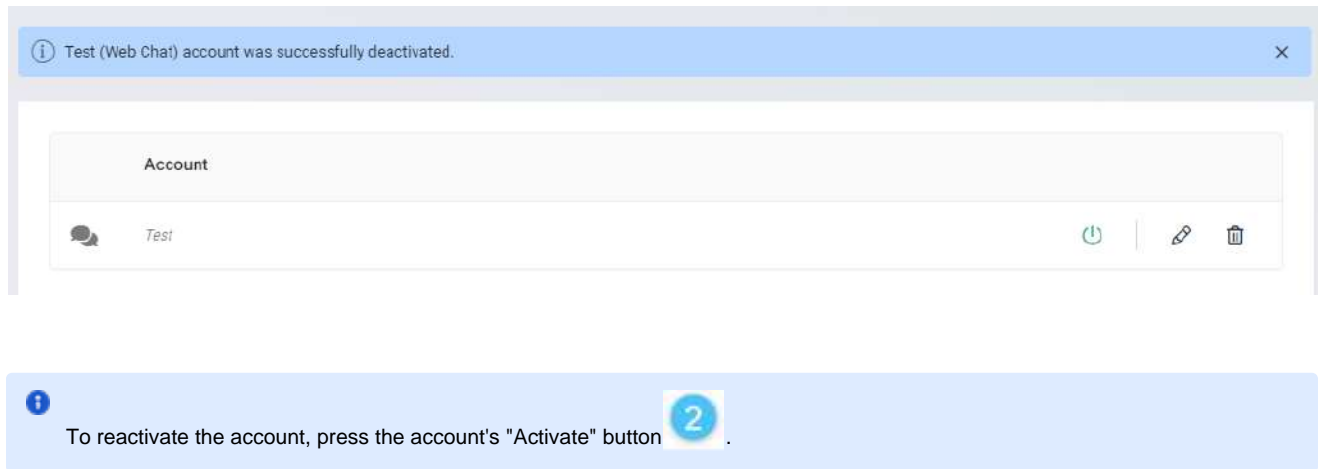 Test (Web Chat) account was successfully deactivated.
Account
Test
To reactivate the account, press the account's "Activate" button 2 .